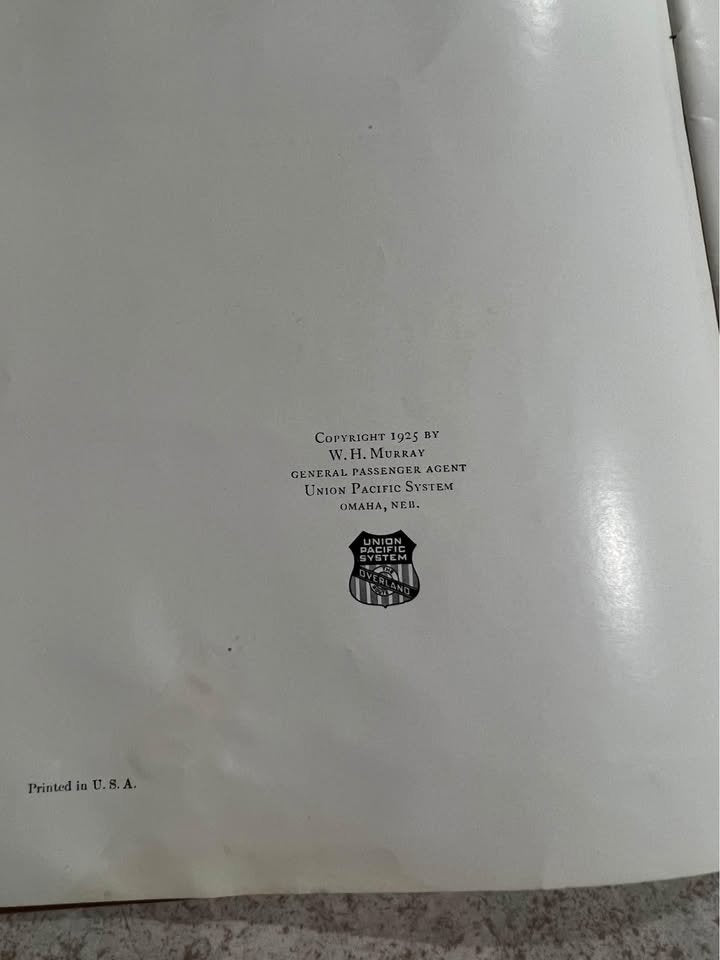 COPYRIGHT 1925 BY
W. H. MURRAY
GENERAL PASSENGER AGENT
UNION PACIFIC SYSTEM
OMAHA, NEB.
UNION
PACIFIC
SYSTEM
THE
OVERLAND
Printed in U. S. A.